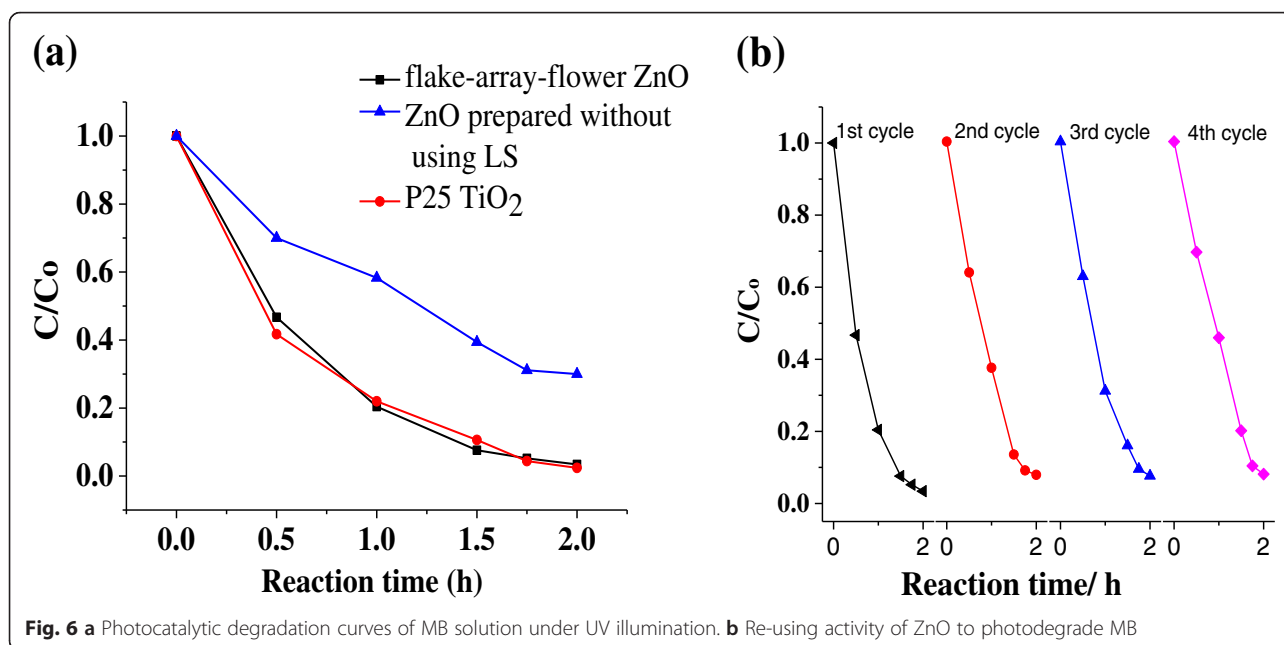 (a)
flake-array-flower ZnO
ZnO prepared without
using LS
P25 TiO2
1.0
0.8
0.6
0.4
0.2
0.0
C/Co
0.0 0.5 1.0 1.5 2.0
Reaction time (h)
(b)
1st cycle 2nd cycle 3rd cycle 4th cycle
1.0
0.8
0.6
0.4
0.2
0.0
C/Co
0 2 0 2 0 2 0 2
Reaction time/ h
Fig. 6 a Photocatalytic degradation curves of MB solution under UV illumination. b Re-using activity of ZnO to photodegrade MB